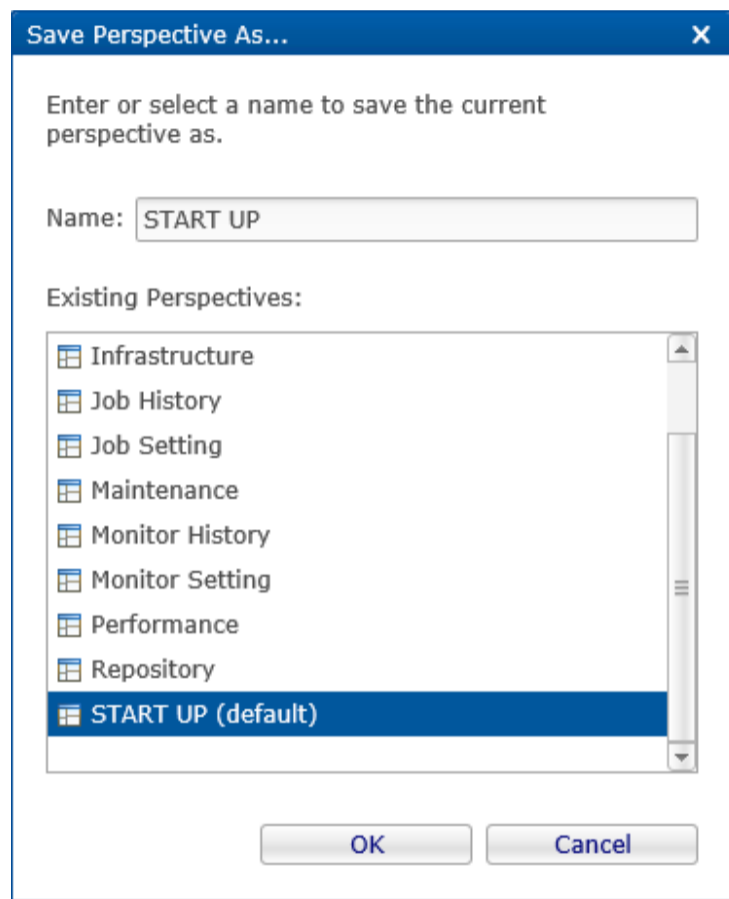 Save Perspective As...
Enter or select a name to save the current
perspective as.
Name: START UP
Existing Perspectives:
Infrastructure
Job History
Job Setting
Maintenance
Monitor History
Monitor Setting
Performance
Repository
START UP (default)
OK Cancel